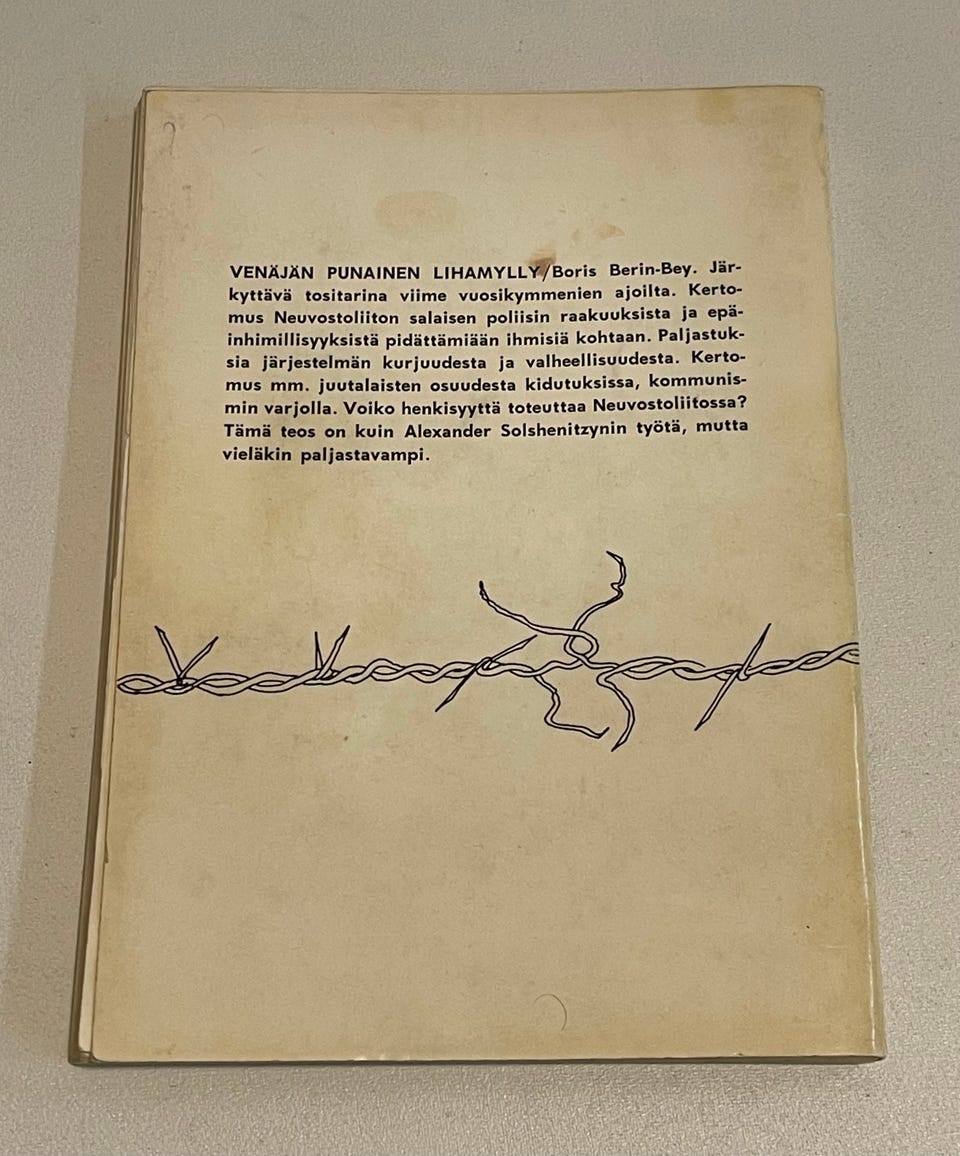 VENÄJÄN PUNAINEN LIHAMYLLY/Boris Berin-Bey. Jär-
kyttävä tositarina viime vuosikymmenien ajoilta. Kerto-
mus Neuvostoliiton salaisen poliisin raakuuksista ja epä-
inhimillisyyksistä pidättämiään ihmisiä kohtaan. Paljastuk-
sia järjestelmän kurjuudesta ja valheellisuudesta. Kerto-
mus mm. juutalaisten osuudesta kidutuksissa, kommunis-
min varjolla. Voiko henkisyyttä toteuttaa Neuvostoliitossa?
Tämä teos on kuin Alexander Solshenitzynin työtä, mutta
vieläkin paljastavampi.